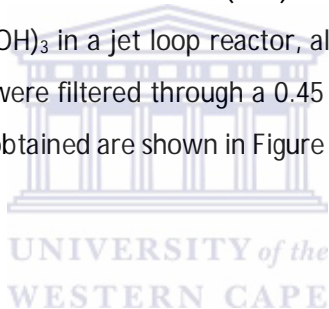 OH)₃ in a jet loop reactor, al
were filtered through a 0.45
obtained are shown in Figure
UNIVERSITY of the
WESTERN CAPE